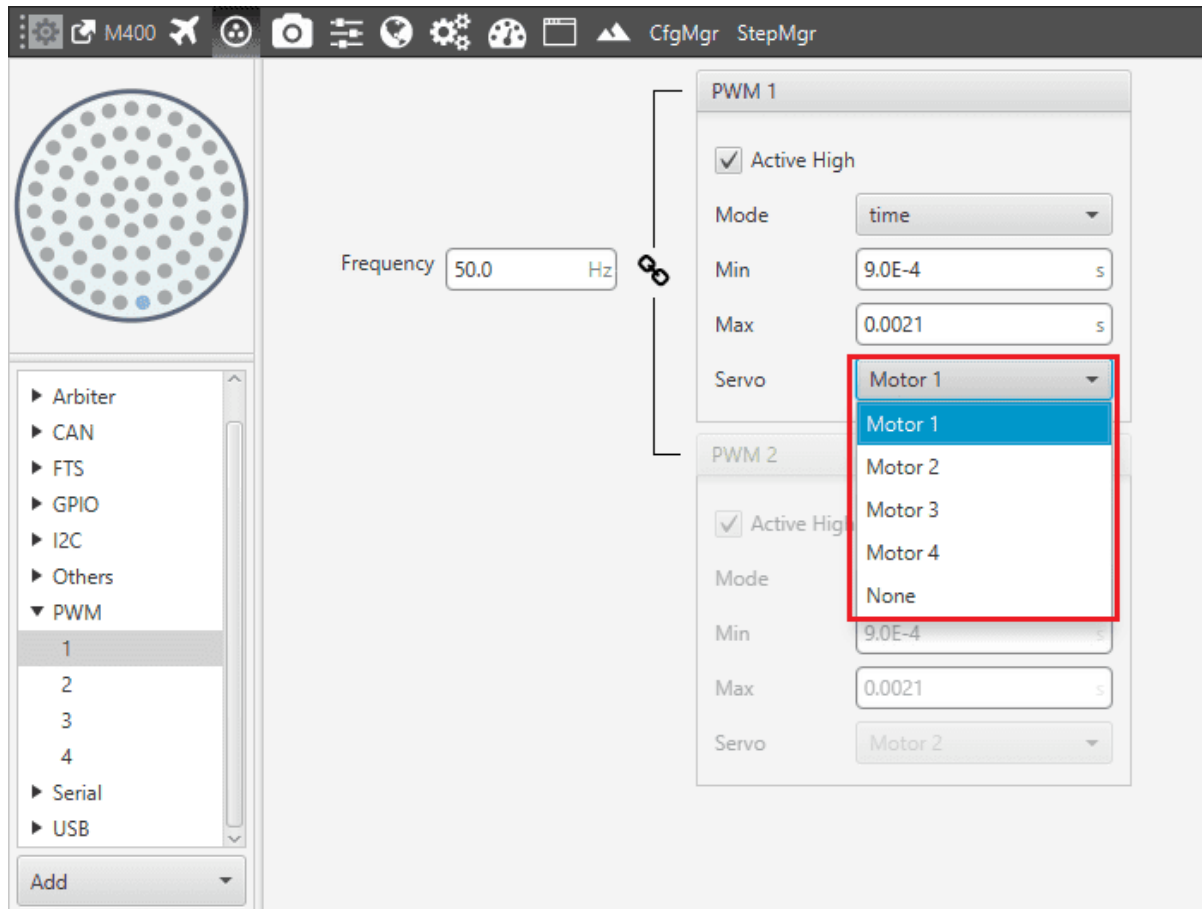 M400 CfgMgr StepMgr
Arbiter
CAN
FTS
GPIO
I2C
Others
PWM
1
2
3
4
Serial
USB
Add
Frequency 50.0 Hz
PWM 1
Active High
Mode time
Min 9.0E-4 s
Max 0.0021 s
Servo Motor 1
Motor 1
Motor 2
Motor 3
Motor 4
None
PWM 2
Active High
Mode
Min 9.0E-4 s
Max 0.0021 s
Servo Motor 2